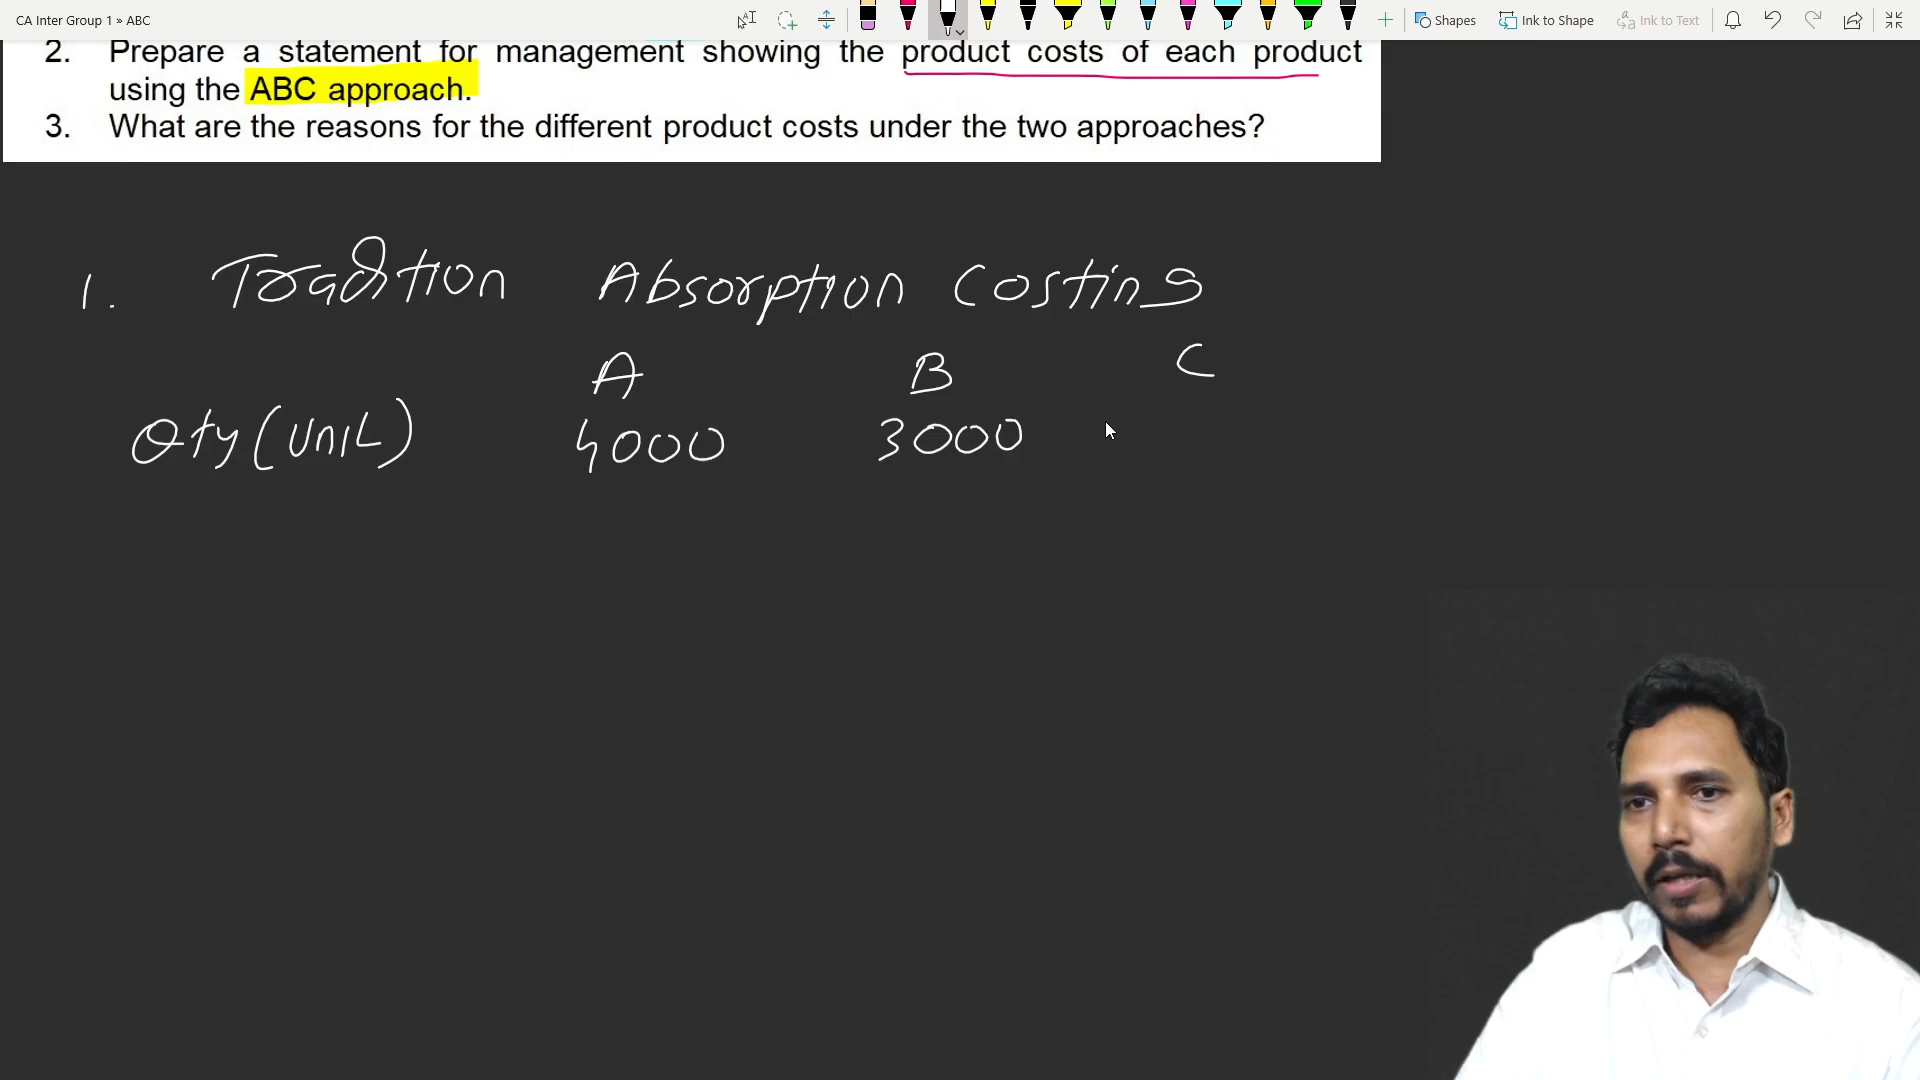 CA Inter Group 1 » ABC
Shapes Ink to Shape Ink to Text
2. Prepare a statement for management showing the product costs of each product
using the ABC approach.
3. What are the reasons for the different product costs under the two approaches?
1. Tradition Absorption Costing
A B C
Qty (Unit) 4000 3000